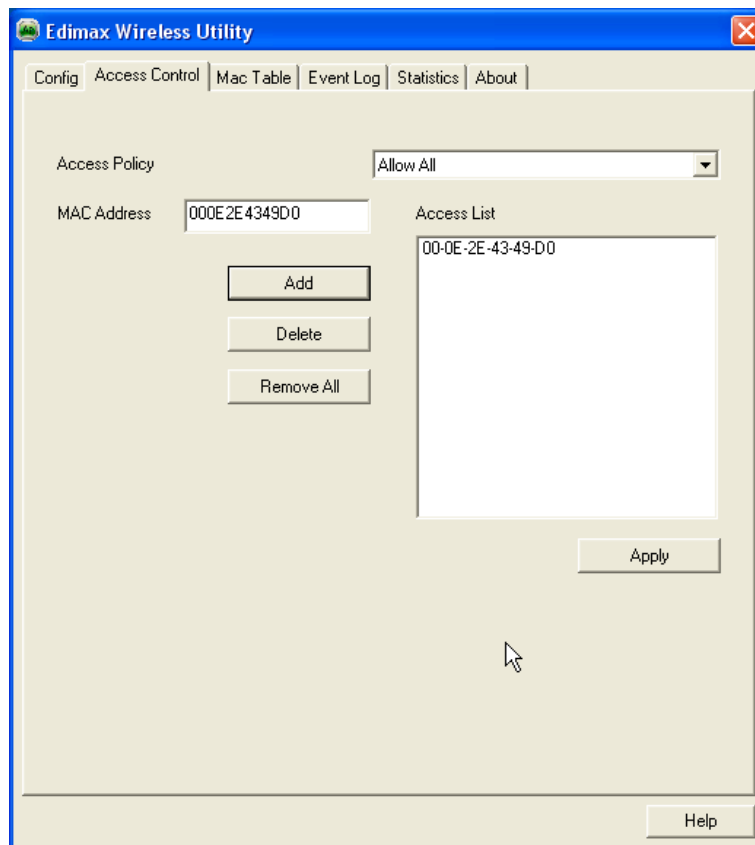 Edimax Wireless Utility
Config Access Control Mac Table Event Log Statistics About
Access Policy Allow All
MAC Address 000E2E4349D0 Access List
00-0E-2E-43-49-D0
Add
Delete
Remove All
Apply
Help